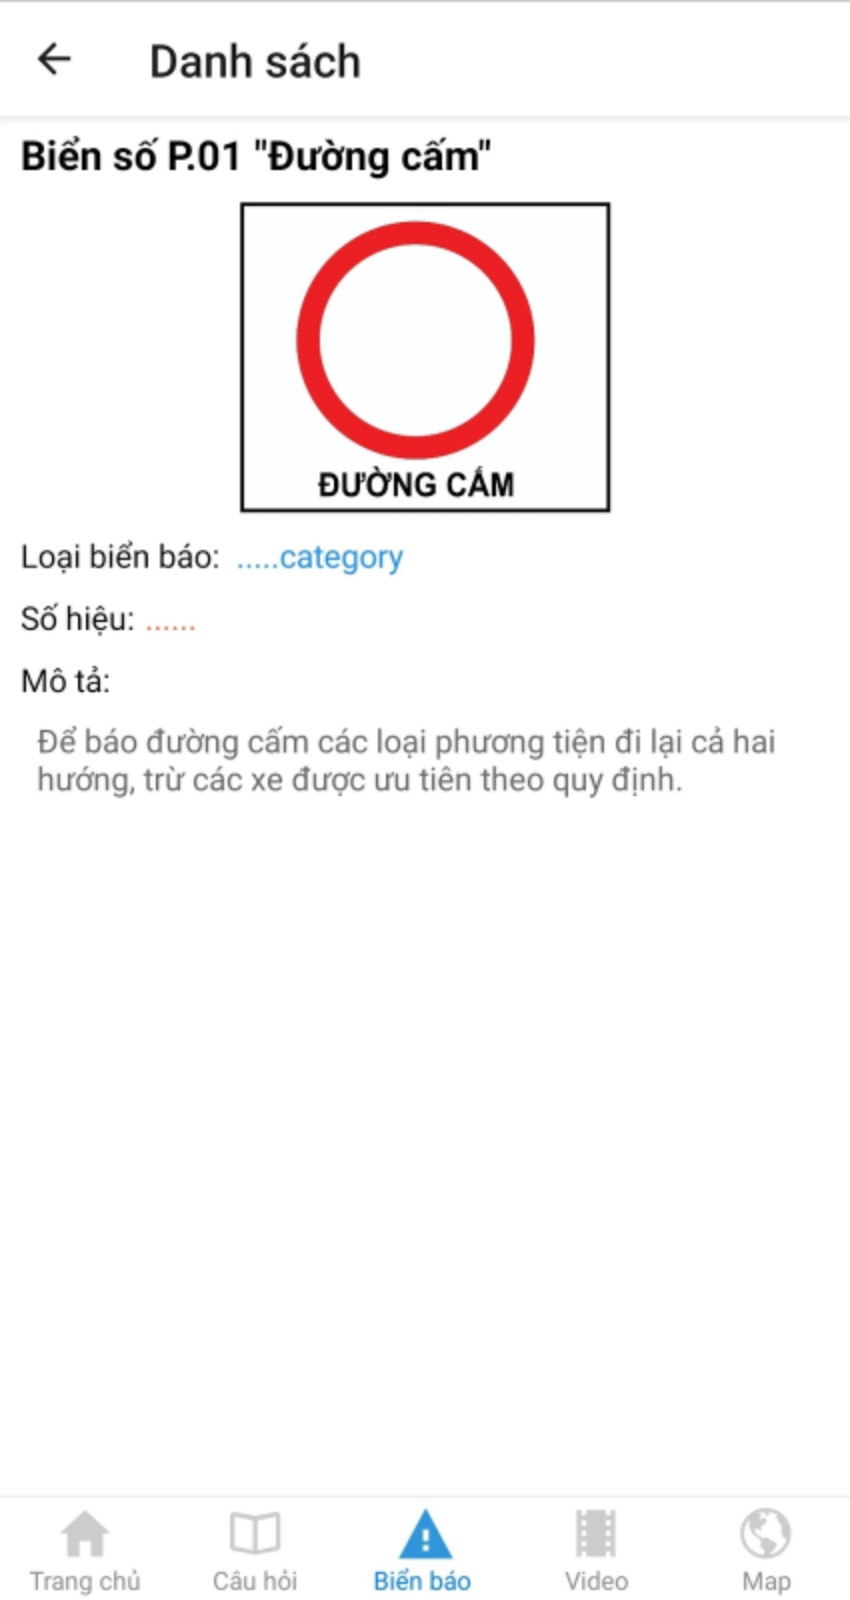 Danh sách
Biển số P.01 "Đường cấm"
ĐƯỜNG CẤM
Loại biển báo: .....category
Số hiệu: ......
Mô tả:
Để báo đường cấm các loại phương tiện đi lại cả hai
hướng, trừ các xe được ưu tiên theo quy định.
Trang chủ Câu hỏi Biển báo Video Map